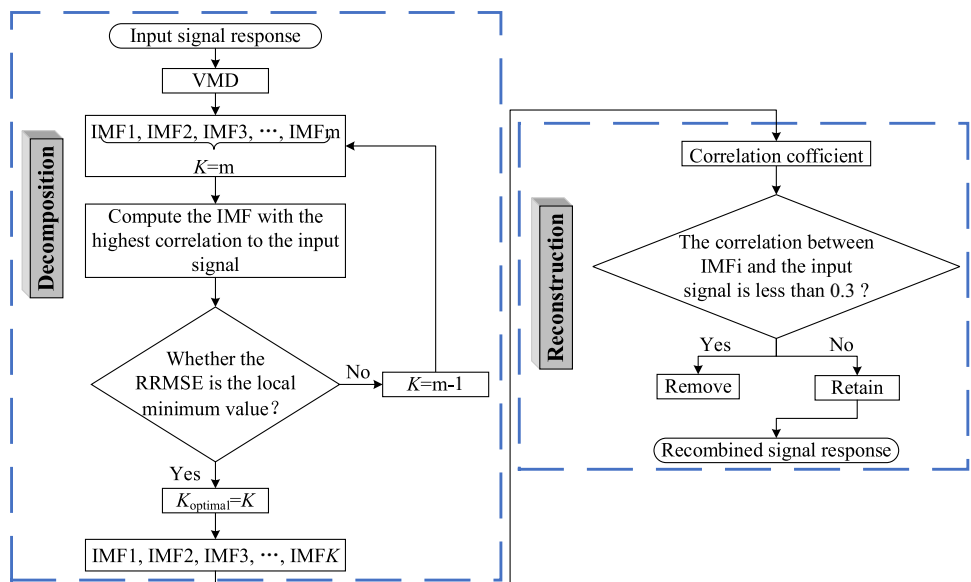 Input signal response
VMD
IMF1, IMF2, IMF3, ···, IMFm
K=m
Compute the IMF with the
highest correlation to the input
signal
Whether the
RRMSE is the local
minimum value?
No
K=m-1
Yes
Koptimal=K
IMF1, IMF2, IMF3, ···, IMFK
Decomposition
Correlation cofficient
The correlation between
IMFi and the input
signal is less than 0.3 ?
Yes
No
Remove
Retain
Recombined signal response
Reconstruction